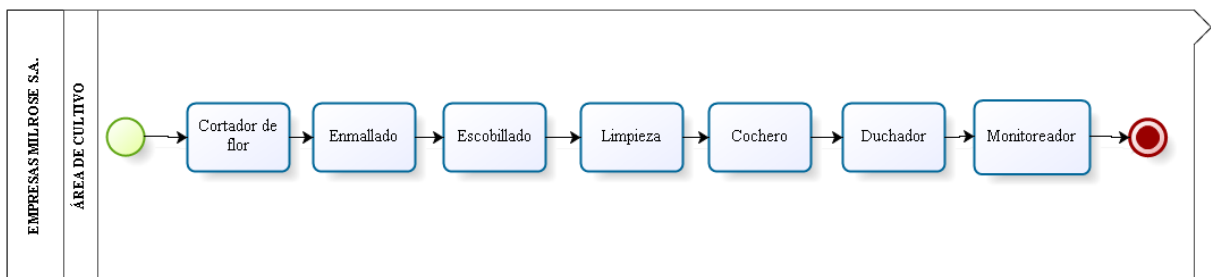 EMPRESAS MILROSE S.A.
ÁREA DE CULTIVO
Cortador de
flor
Enmallado
Escobillado
Limpieza
Cochero
Duchador
Monitoreador